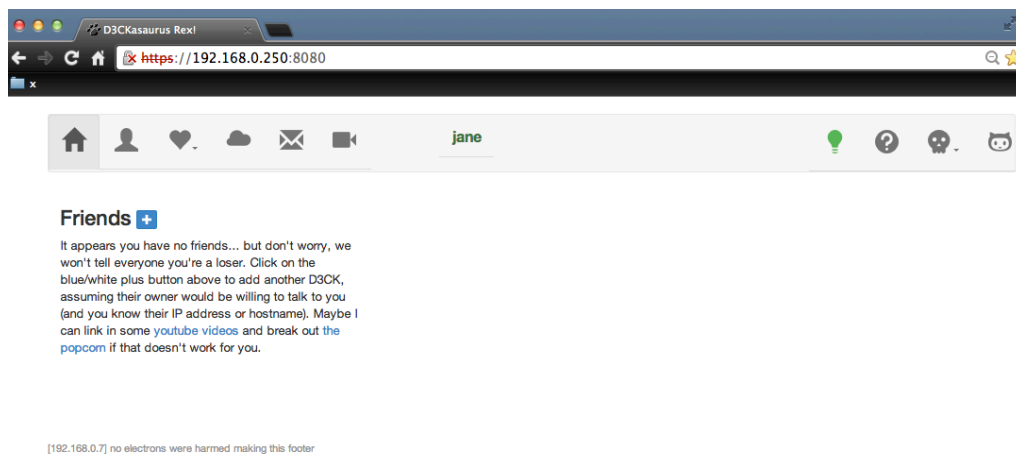 D3CKasaurus Rex!
https://192.168.0.250:8080
x
jane
Friends
It appears you have no friends... but don't worry, we
won't tell everyone you're a loser. Click on the
blue/white plus button above to add another D3CK,
assuming their owner would be willing to talk to you
(and you know their IP address or hostname). Maybe I
can link in some youtube videos and break out the
popcorn if that doesn't work for you.
[192.168.0.7] no electrons were harmed making this footer